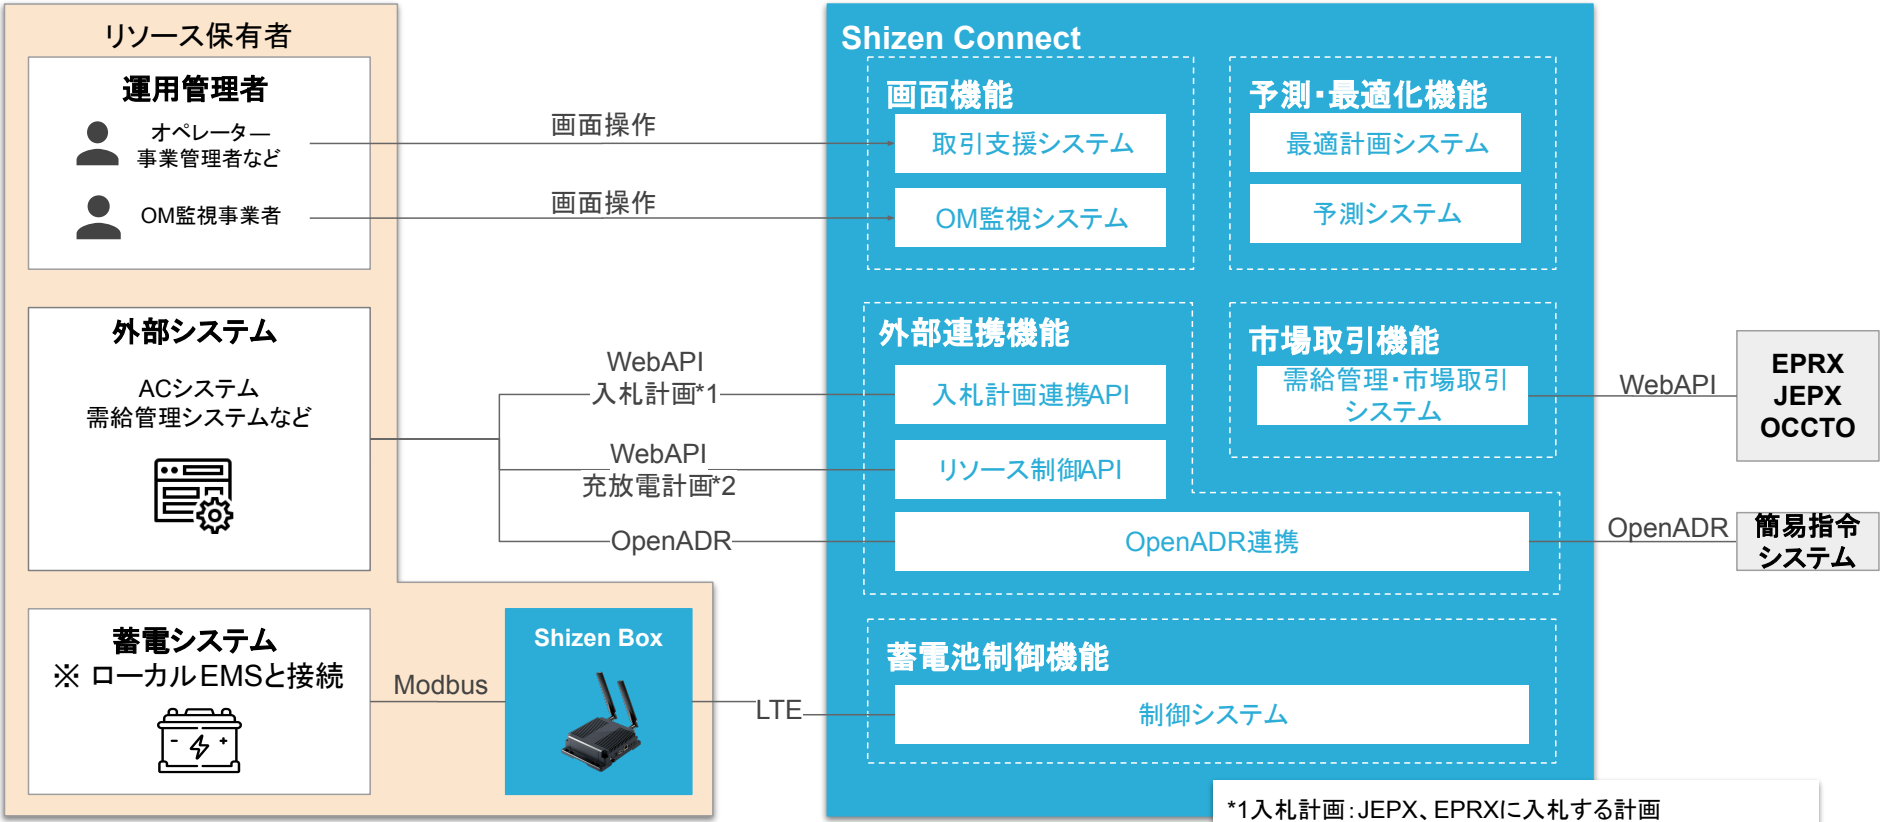 リソース保有者
運用管理者
オペレーター
事業管理者など
OM監視事業者
外部システム
ACシステム
需給管理システムなど
蓄電システム
※ ローカルEMSと接続
- +
Modbus
Shizen Box
画面操作
画面操作
WebAPI
入札計画*1
WebAPI
充放電計画*2
OpenADR
LTE
Shizen Connect
画面機能
取引支援システム
OM監視システム
予測・最適化機能
最適計画システム
予測システム
外部連携機能
入札計画連携API
リソース制御API
OpenADR連携
市場取引機能
需給管理・市場取引
システム
蓄電池制御機能
制御システム
WebAPI
EPRX
JEPX
OCCTO
OpenADR
簡易指令
システム
*1入札計画：JEPX、EPRXに入札する計画